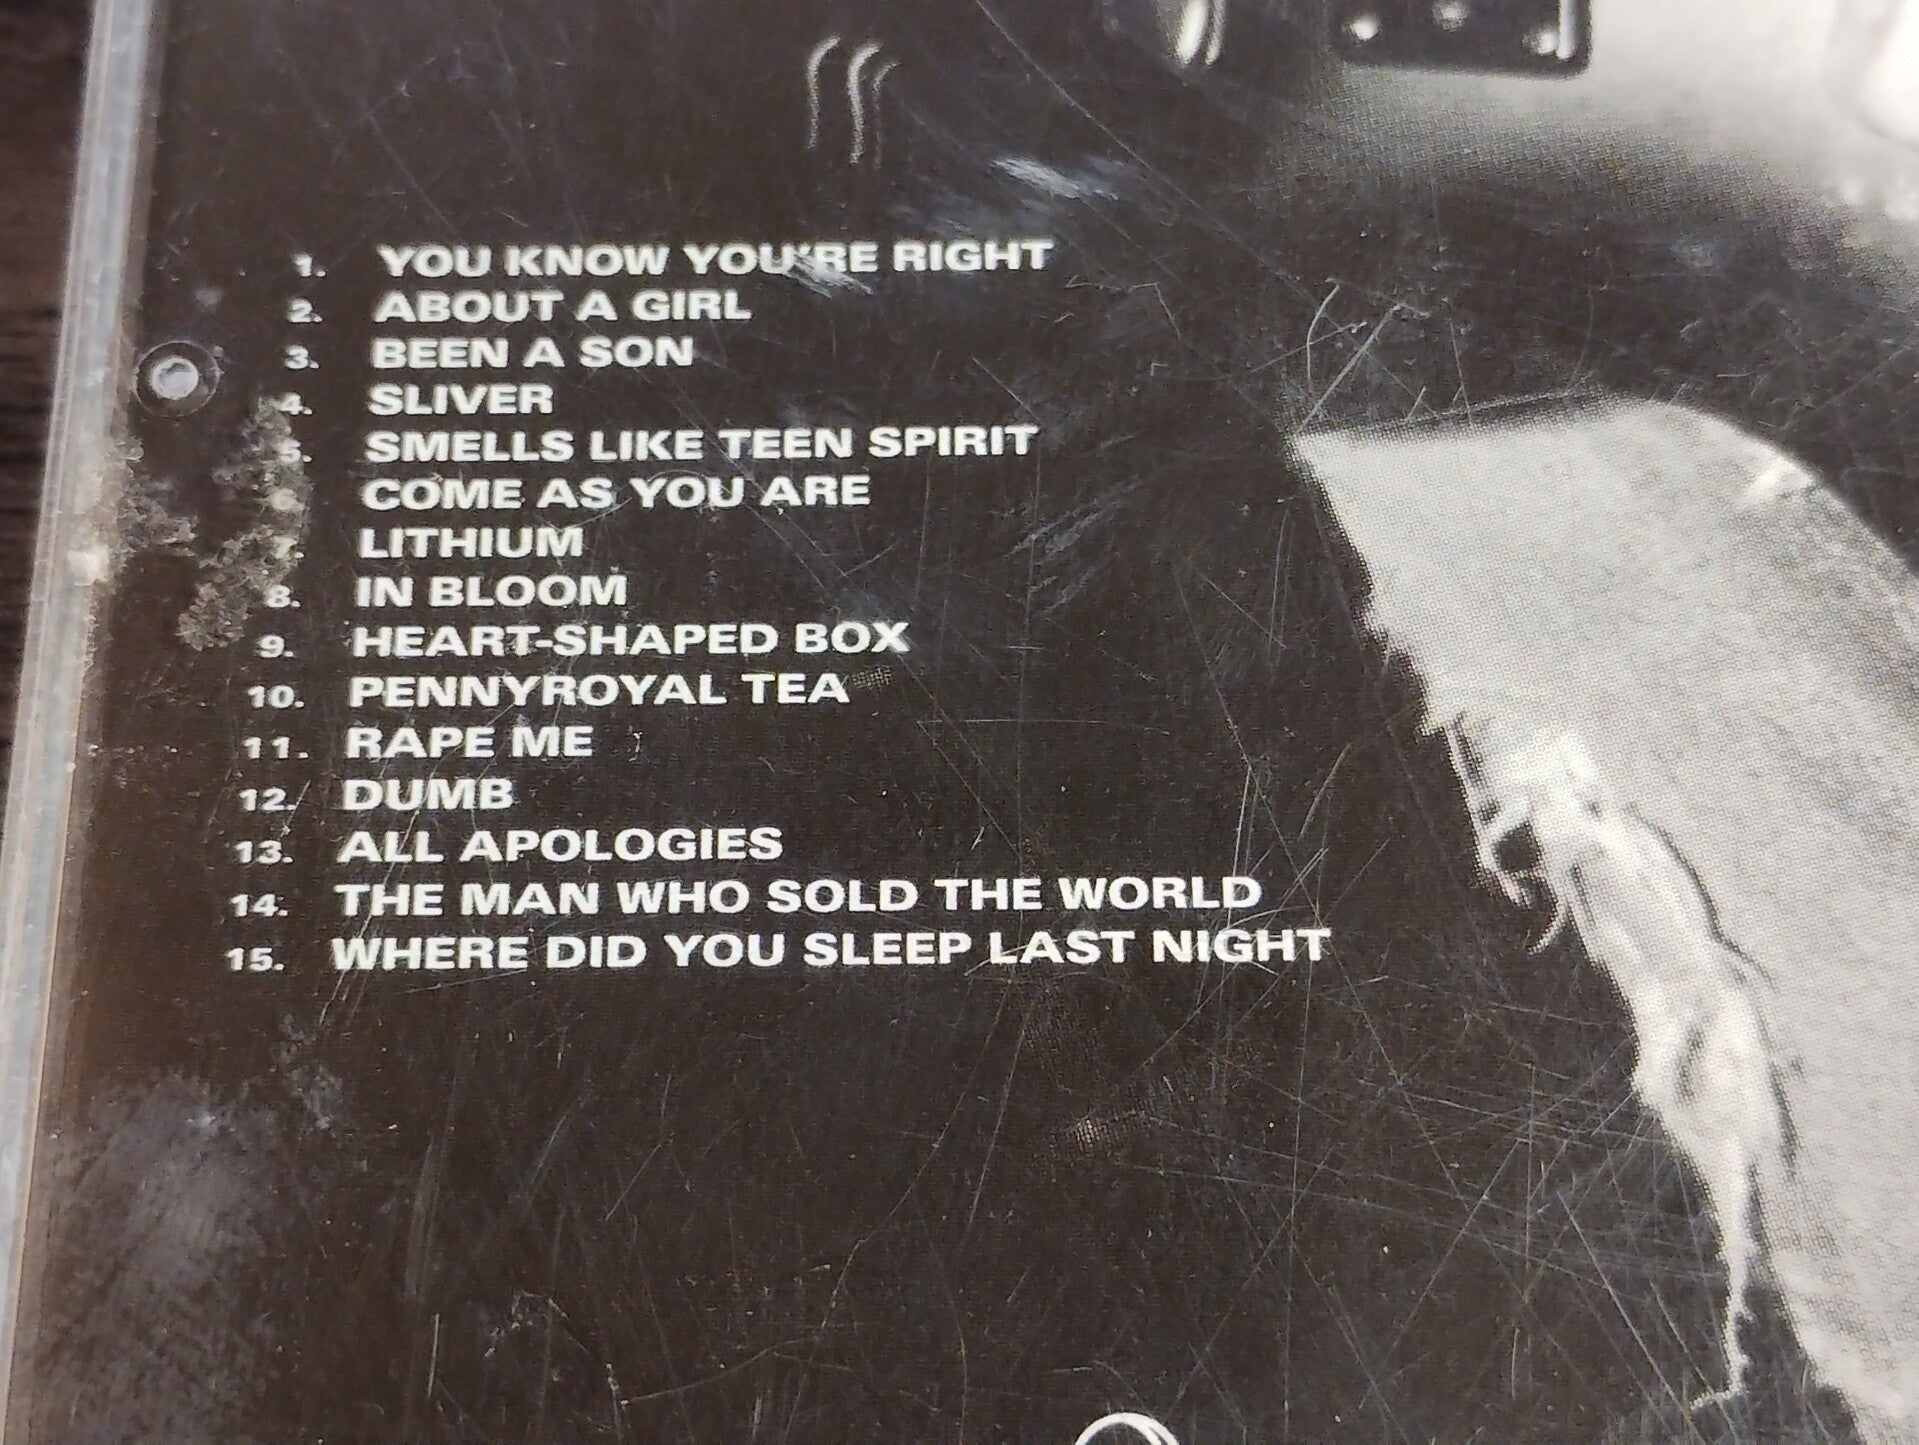 1. YOU KNOW YOU'RE RIGHT
2. ABOUT A GIRL
3. BEEN A SON
4. SLIVER
5. SMELLS LIKE TEEN SPIRIT
COME AS YOU ARE
7. LITHIUM
8. IN BLOOM
9. HEART-SHAPED BOX
10. PENNYROYAL TEA
11. RAPE ME
12. DUMB
13. ALL APOLOGIES
14. THE MAN WHO SOLD THE WORLD
15. WHERE DID YOU SLEEP LAST NIGHT